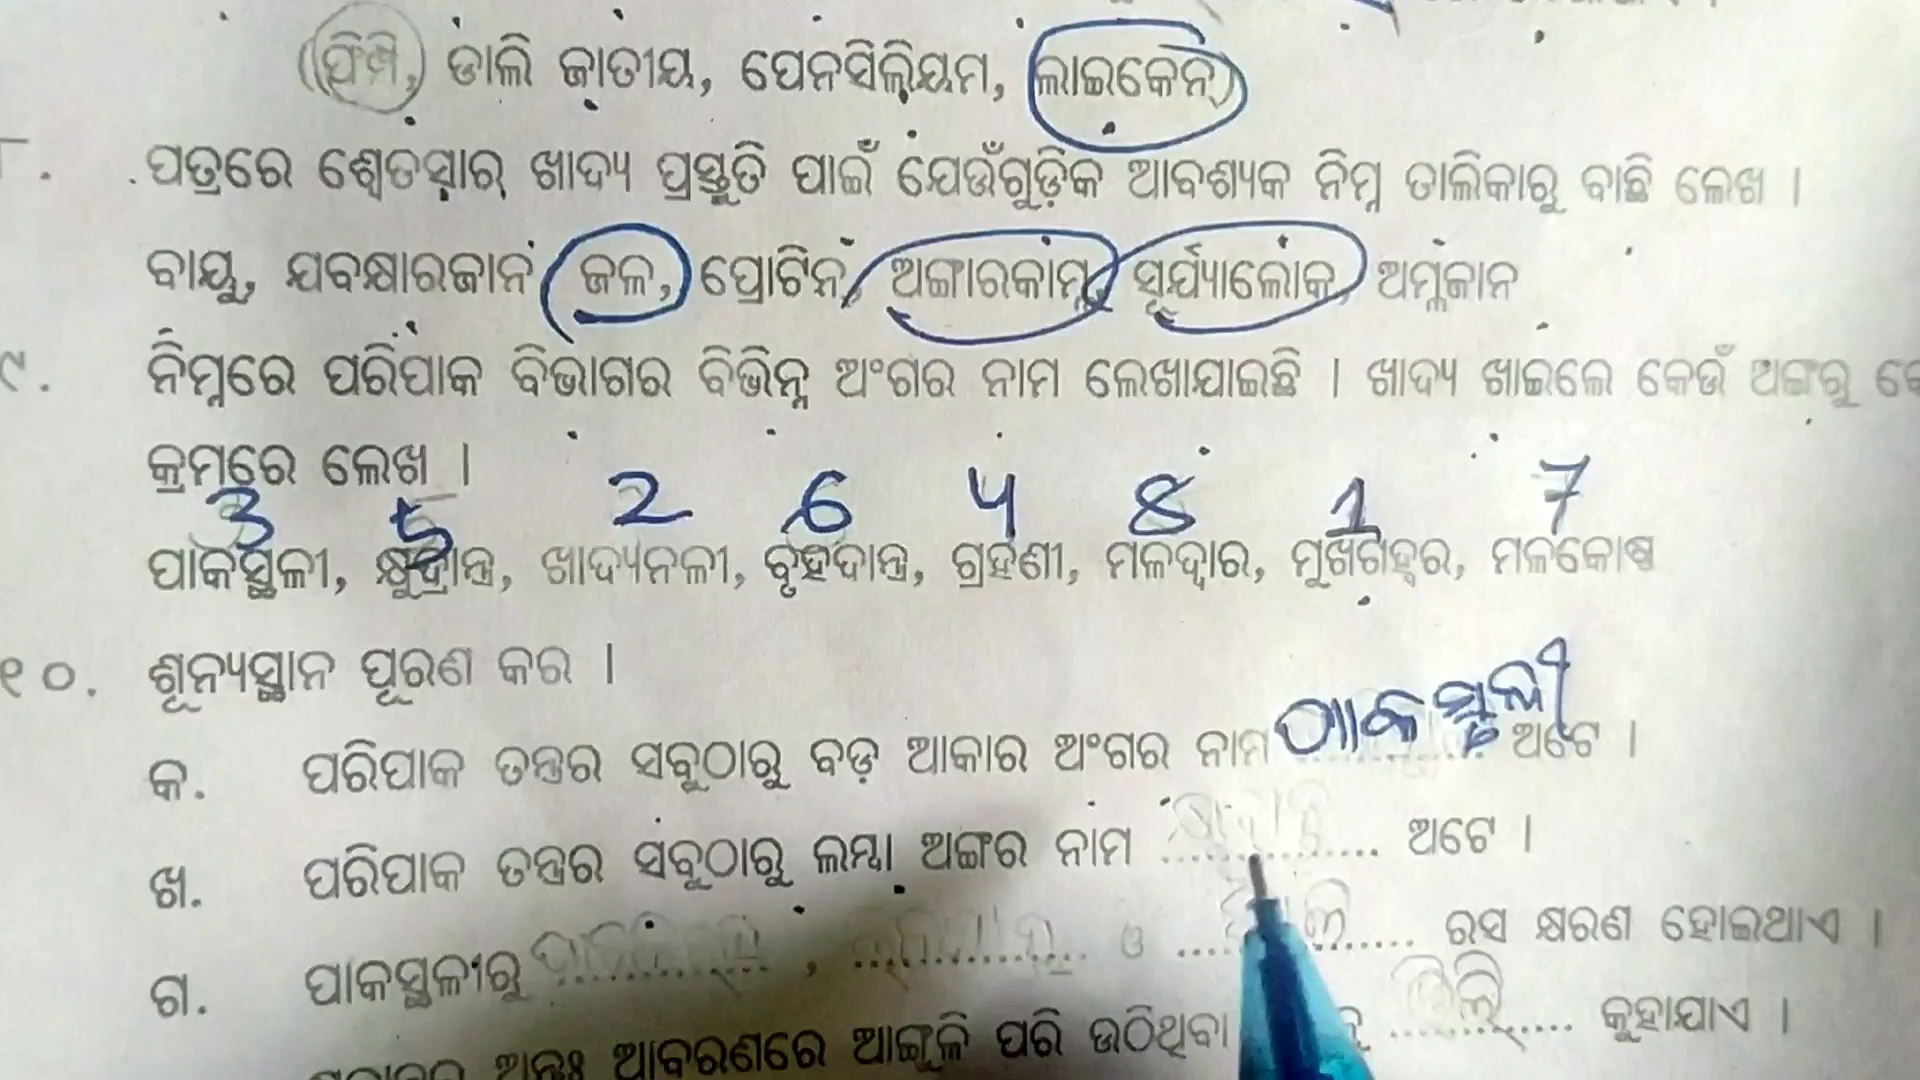 (ଫିମ୍ପି, ଡାଲି ଜାତୀୟ, ପେନସିଲିୟମ, ଲାଇକେନ୍)
୮. ପତ୍ରରେ ଶ୍ୱେତସାର ଖାଦ୍ୟ ପ୍ରସ୍ତୁତି ପାଇଁ ଯେଉଁଗୁଡ଼ିକ ଆବଶ୍ୟକ ନିମ୍ନ ତାଲିକାରୁ ବାଛି ଲେଖ ।
ବାୟୁ, ଯବକ୍ଷାରଜାନ ଜଳ, ପ୍ରୋଟିନ, ଅଙ୍ଗାରକାମ୍ଳ, ସୂର୍ଯ୍ୟାଲୋକ, ଅମ୍ଳଜାନ
୯. ନିମ୍ନରେ ପରିପାକ ବିଭାଗର ବିଭିନ୍ନ ଅଂଗର ନାମ ଲେଖାଯାଇଛି । ଖାଦ୍ୟ ଖାଇଲେ କେଉଁ ଅଙ୍ଗରୁ
କ୍ରମରେ ଲେଖ ।
3 5 2 6 4 8 1 7
ପାକସ୍ଥଳୀ, କ୍ଷୁଦ୍ରାନ୍ତ୍ର, ଖାଦ୍ୟନଳୀ, ବୃହଦାନ୍ତ୍ର, ଗ୍ରହଣୀ, ମଳଦ୍ୱାର, ମୁଖଗହ୍ୱର, ମଳକୋଷ
୧୦. ଶୂନ୍ୟସ୍ଥାନ ପୂରଣ କର ।
କ. ପରିପାକ ତନ୍ତ୍ରର ସବୁଠାରୁ ବଡ଼ ଆକାର ଅଂଗର ନାମ ପାକସ୍ଥଳୀ ଅଟେ ।
ଖ. ପରିପାକ ତନ୍ତ୍ରର ସବୁଠାରୁ ଲମ୍ବା ଅଙ୍ଗର ନାମ .................. ଅଟେ ।
ଗ. ପାକସ୍ଥଳୀରୁ .................. , .................. ଓ .................. ରସ କ୍ଷରଣ ହୋଇଥାଏ ।
ଅନ୍ତଃ ଆବରଣରେ ଆଙ୍ଗୁଳି ପରି ଉଠିଥିବା ଭିଲି କୁହାଯାଏ ।